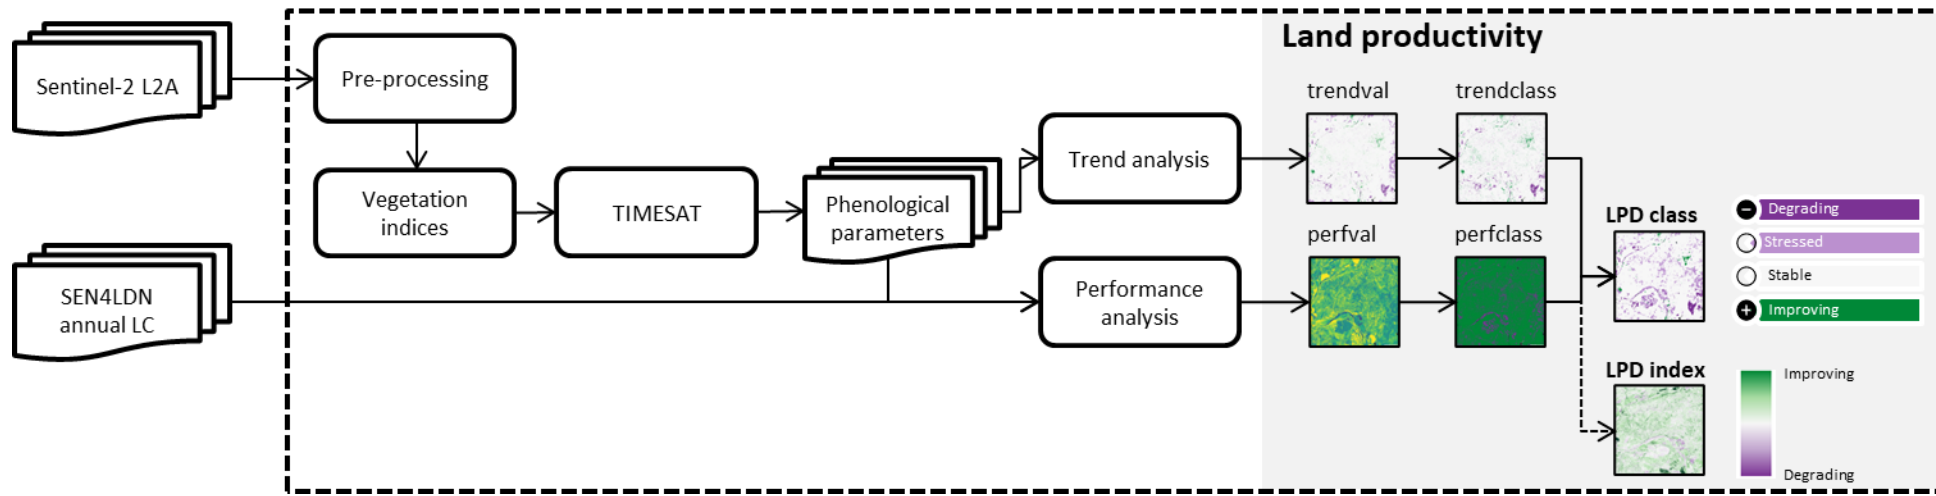 Land productivity
Sentinel-2 L2A
Pre-processing
trendval
trendclass
Trend analysis
Vegetation
indices
TIMESAT
Phenological
parameters
LPD class
Degrading
Stressed
Stable
Improving
perfval
perfclass
SEN4LDN
annual LC
Performance
analysis
LPD index
Improving
Degrading